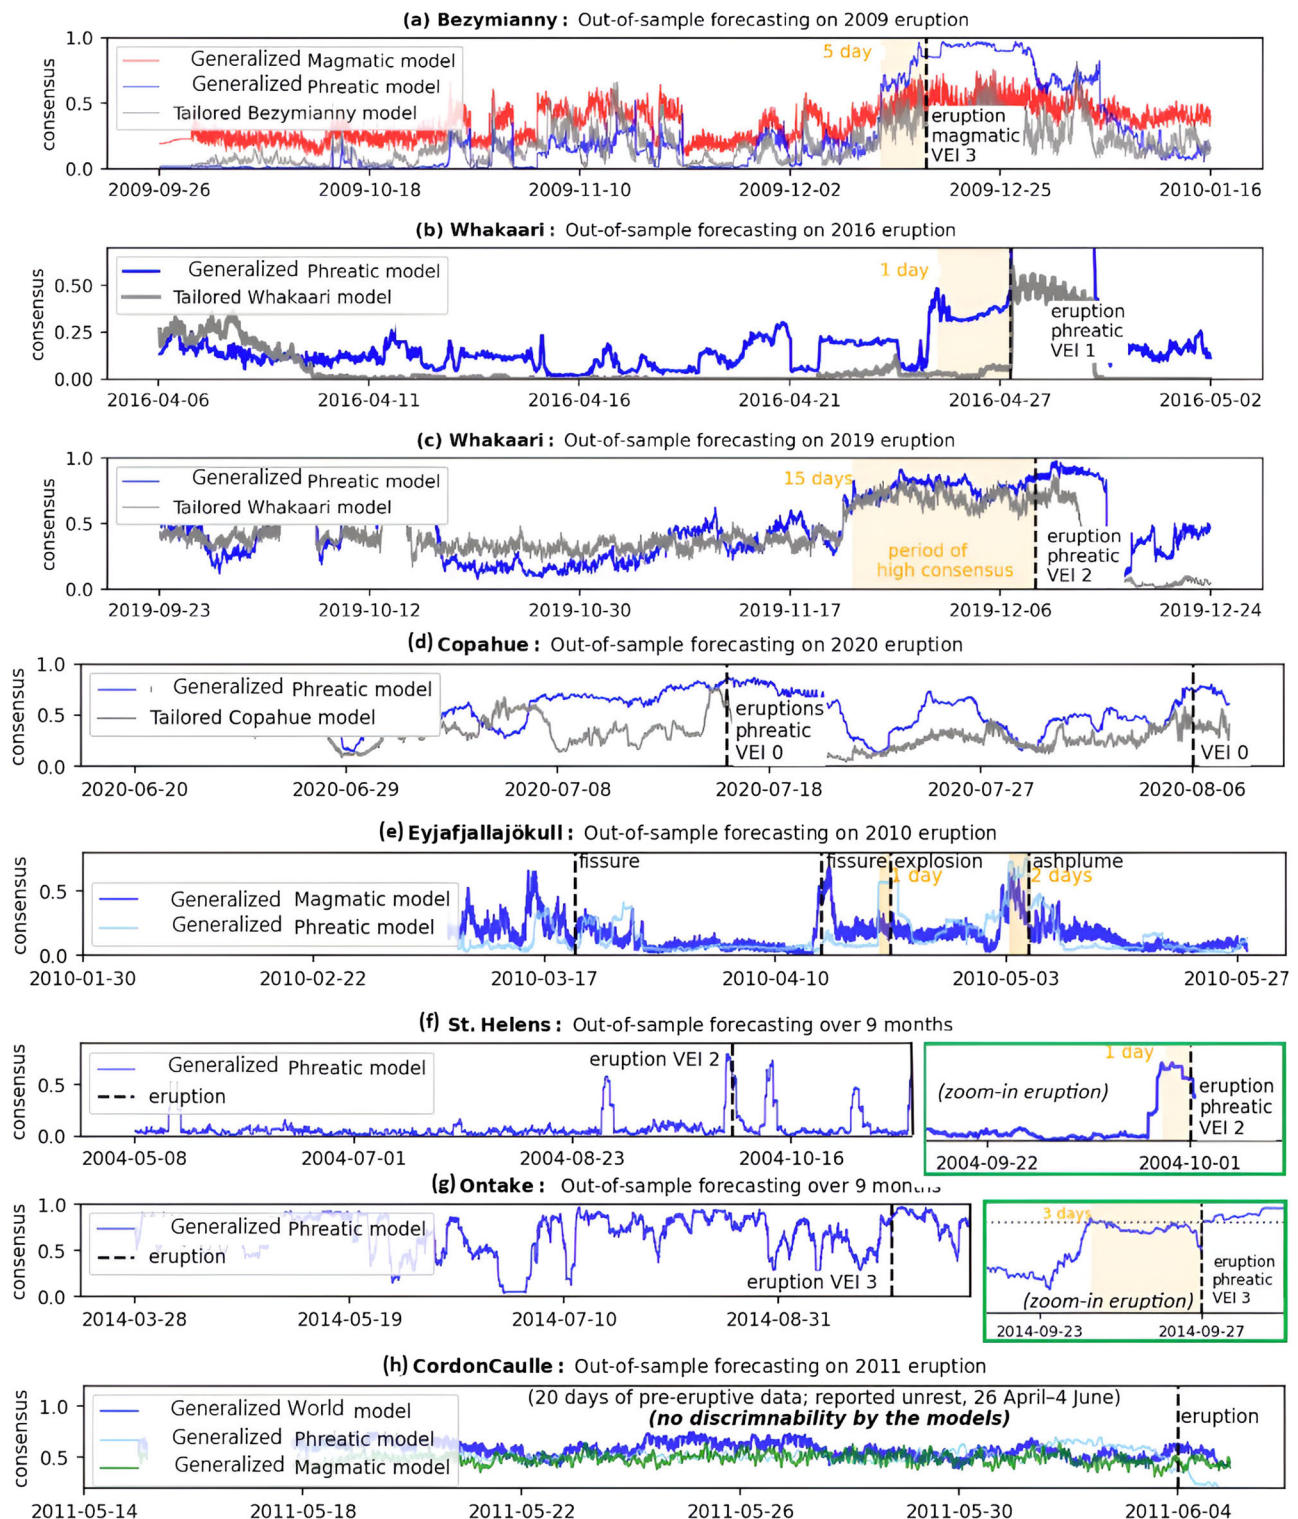 (a) Bezymianny: Out-of-sample forecasting on 2009 eruption
1.0
0.5
0.0
consensus
Generalized Magmatic model
Generalized Phreatic model
Tailored Bezymianny model
5 day
eruption
magmatic
VEI 3
2009-09-26 2009-10-18 2009-11-10 2009-12-02 2009-12-25 2010-01-16
(b) Whakaari: Out-of-sample forecasting on 2016 eruption
0.50
0.25
0.00
consensus
Generalized Phreatic model
Tailored Whakaari model
1 day
eruption
phreatic
VEI 1
2016-04-06 2016-04-11 2016-04-16 2016-04-21 2016-04-27 2016-05-02
(c) Whakaari: Out-of-sample forecasting on 2019 eruption
1.0
0.5
0.0
consensus
Generalized Phreatic model
Tailored Whakaari model
15 days
period of
high consensus
eruption
phreatic
VEI 2
2019-09-23 2019-10-12 2019-10-30 2019-11-17 2019-12-06 2019-12-24
(d) Copahue: Out-of-sample forecasting on 2020 eruption
1.0
0.5
0.0
consensus
Generalized Phreatic model
Tailored Copahue model
eruptions
phreatic
VEI 0
VEI 0
2020-06-20 2020-06-29 2020-07-08 2020-07-18 2020-07-27 2020-08-06
(e) Eyjafjallajökull: Out-of-sample forecasting on 2010 eruption
0.5
0.0
consensus
Generalized Magmatic model
Generalized Phreatic model
fissure
fissure
explosion
1 day
ashplume
2 days
2010-01-30 2010-02-22 2010-03-17 2010-04-10 2010-05-03 2010-05-27
(f) St. Helens: Out-of-sample forecasting over 9 months
0.5
0.0
consensus
Generalized Phreatic model
eruption
eruption VEI 2
2004-05-08 2004-07-01 2004-08-23 2004-10-16
1 day
(zoom-in eruption)
eruption
phreatic
VEI 2
2004-09-22 2004-10-01
(g) Ontake: Out-of-sample forecasting over 9 months
1.0
0.5
0.0
consensus
Generalized Phreatic model
eruption
eruption VEI 3
2014-03-28 2014-05-19 2014-07-10 2014-08-31
3 days
eruption
phreatic
VEI 3
(zoom-in eruption)
2014-09-23 2014-09-27
(h) CordonCaulle: Out-of-sample forecasting on 2011 eruption
1.0
0.5
consensus
Generalized World model
Generalized Phreatic model
Generalized Magmatic model
(20 days of pre-eruptive data; reported unrest, 26 April–4 June)
(no discrimnability by the models)
eruption
2011-05-14 2011-05-18 2011-05-22 2011-05-26 2011-05-30 2011-06-04